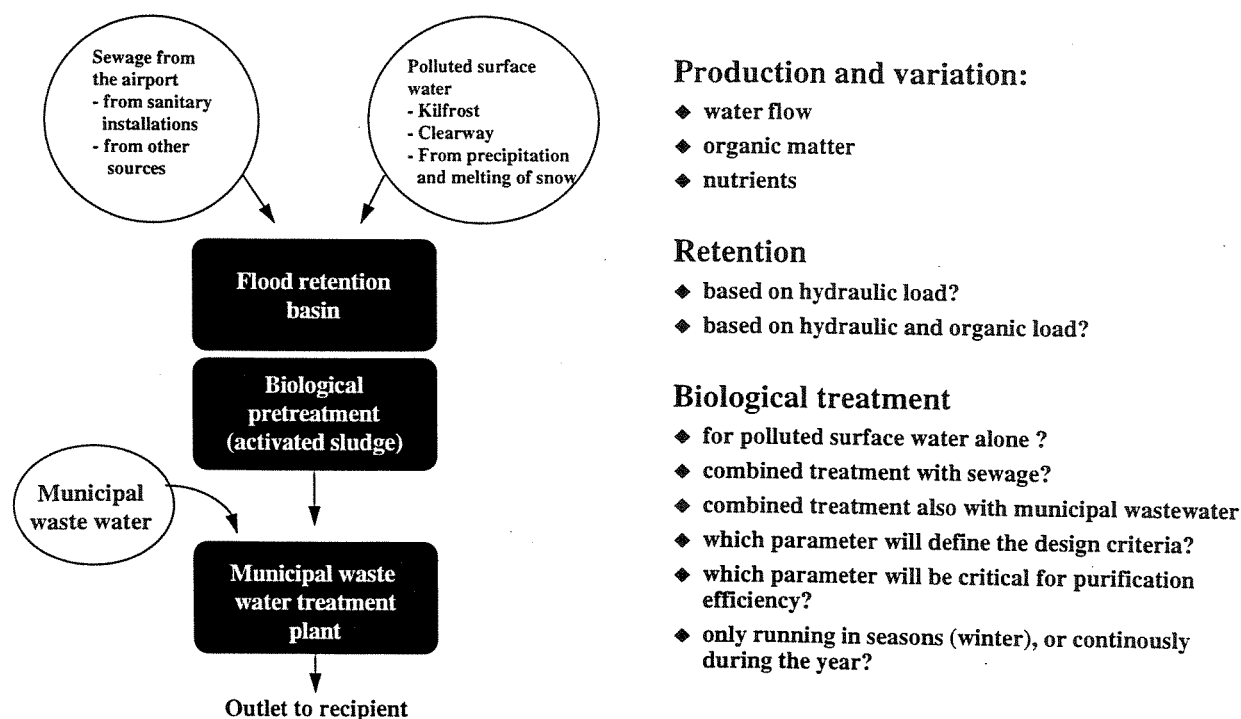 Sewage from
the airport
- from sanitary
installations
- from other
sources
Polluted surface
water
- Kilfrost
- Clearway
- From precipitation
and melting of snow
Flood retention
basin
Biological
pretreatment
(activated sludge)
Municipal
waste water
Municipal waste
water treatment
plant
Outlet to recipient
Production and variation:
◆ water flow
◆ organic matter
◆ nutrients
Retention
◆ based on hydraulic load?
◆ based on hydraulic and organic load?
Biological treatment
◆ for polluted surface water alone ?
◆ combined treatment with sewage?
◆ combined treatment also with municipal wastewater
◆ which parameter will define the design criteria?
◆ which parameter will be critical for purification
efficiency?
◆ only running in seasons (winter), or continously
during the year?